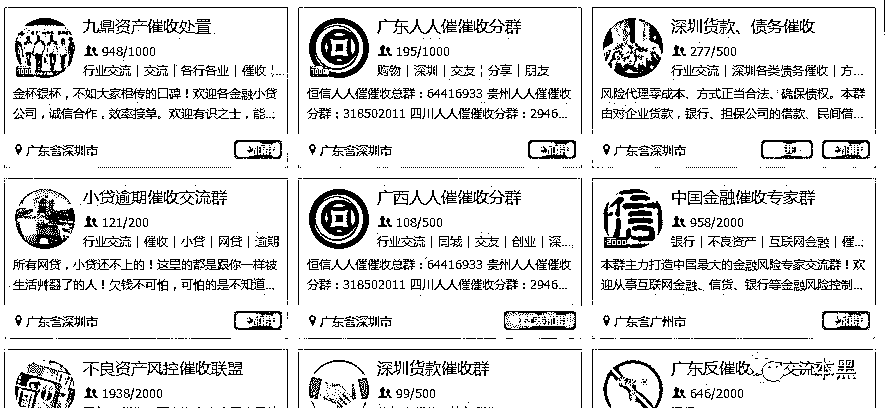 九鼎资产催收处置
948/1000
行业交流｜交流｜各行各业｜催收｜...
金杯银杯，不如大家相传的口碑！欢迎各金融小贷
公司，诚信合作，效率接单。欢迎有识之士，能...
广东省深圳市
广东人人催催收分群
195/1000
购物｜深圳｜交友｜分享｜朋友
恒信人人催催收总群：64416933 贵州人人催催收
分群：318502011 四川人人催催收分群：2946...
广东省深圳市
深圳货款、债务催收
277/500
行业交流｜深圳各类债务催收｜方...
风险代理零成本、方式正当合法、确保债权。本群
由对企业货款，银行、担保公司的借款、民间借...
广东省深圳市
小贷逾期催收交流群
121/200
行业交流｜催收｜小贷｜网贷｜逾期
所有网贷，小贷还不上的！这里的都是跟你一样被
生活所翻了的人！欠钱不可怕，可怕的是不知道...
广东省深圳市
广西人人催催收分群
108/500
行业交流｜同城｜交友｜创业｜深...
恒信人人催催收总群：64416933 贵州人人催催收
分群：318502011 四川人人催催收分群：2946...
广东省深圳市
中国金融催收专家群
2000
958/2000
银行｜不良资产｜互联网金融｜催...
本群主力打造中国最大的金融风险专家交流群！欢
迎从事互联网金融、信贷、银行等金融风险控制...
广东省广州市
不良资产风控催收联盟
1938/2000
深圳货款催收群
99/500
广东反催收
交流
646/2000